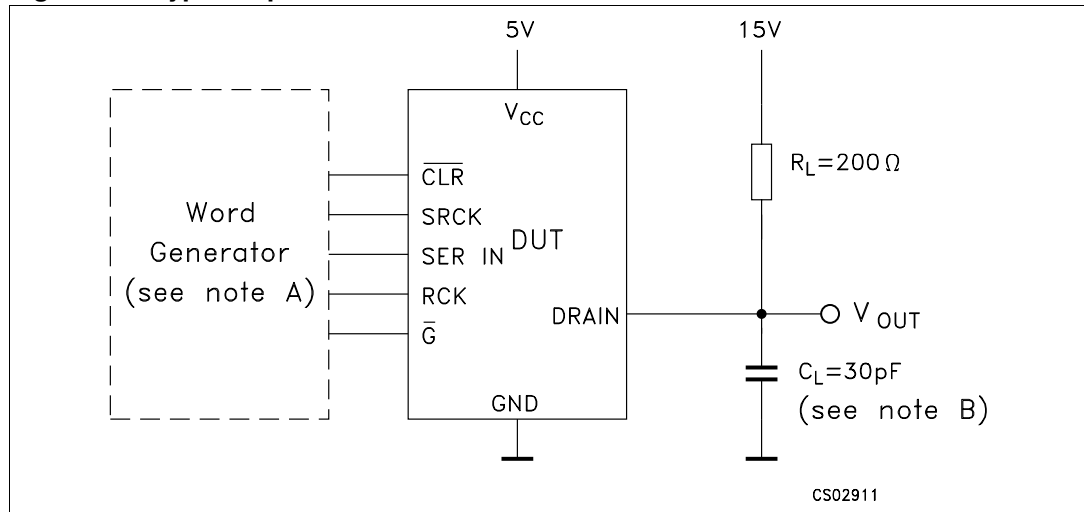 5V
15V
V_CC
CLR
SRCK
SER IN
RCK
G
DUT
DRAIN
GND
Word
Generator
(see note A)
R_L=200Ω
V_OUT
C_L=30pF
(see note B)
CS02911